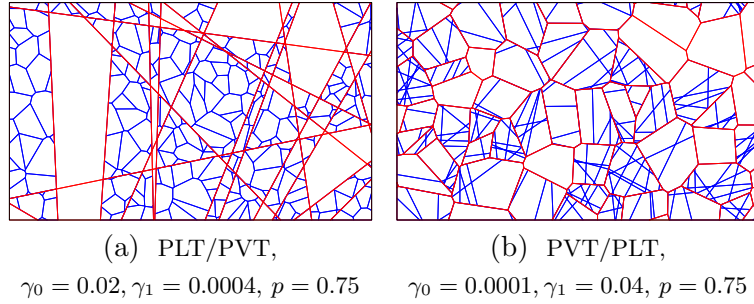 (a) PLT/PVT,
γ₀ = 0.02, γ₁ = 0.0004, p = 0.75
(b) PVT/PLT,
γ₀ = 0.0001, γ₁ = 0.04, p = 0.75